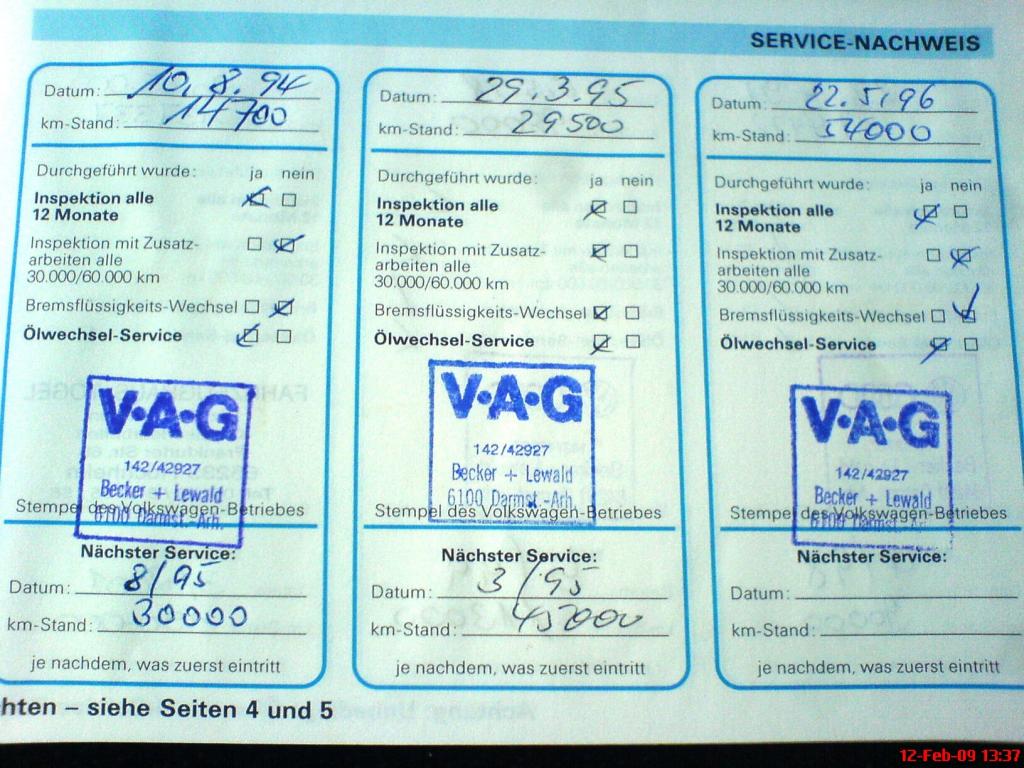 SERVICE-NACHWEIS
Datum: 10. 8. 94
km-Stand: 14700
Durchgeführt wurde: ja nein
Inspektion alle
12 Monate
Inspektion mit Zusatz-
arbeiten alle
30.000/60.000 km
Bremsflüssigkeits-Wechsel
Ölwechsel-Service
V·A·G
142/42927
Becker + Lewald
6100 Darmst.-Arh.
Stempel des Volkswagen-Betriebes
Nächster Service:
Datum: 8/95
km-Stand: 30000
je nachdem, was zuerst eintritt
Datum: 29.3.95
km-Stand: 29500
Durchgeführt wurde: ja nein
Inspektion alle
12 Monate
Inspektion mit Zusatz-
arbeiten alle
30.000/60.000 km
Bremsflüssigkeits-Wechsel
Ölwechsel-Service
V·A·G
142/42927
Becker + Lewald
6100 Darmst.-Arh.
Stempel des Volkswagen-Betriebes
Nächster Service:
Datum: 3/95
km-Stand: 45000
je nachdem, was zuerst eintritt
Datum: 22.5.96
km-Stand: 54000
Durchgeführt wurde: ja nein
Inspektion alle
12 Monate
Inspektion mit Zusatz-
arbeiten alle
30.000/60.000 km
Bremsflüssigkeits-Wechsel
Ölwechsel-Service
V·A·G
142/42927
Becker + Lewald
6100 Darmst.-Arh.
Stempel des Volkswagen-Betriebes
Nächster Service:
Datum:
km-Stand:
je nachdem, was zuerst eintritt
hten – siehe Seiten 4 und 5
12-Feb-09 13:37